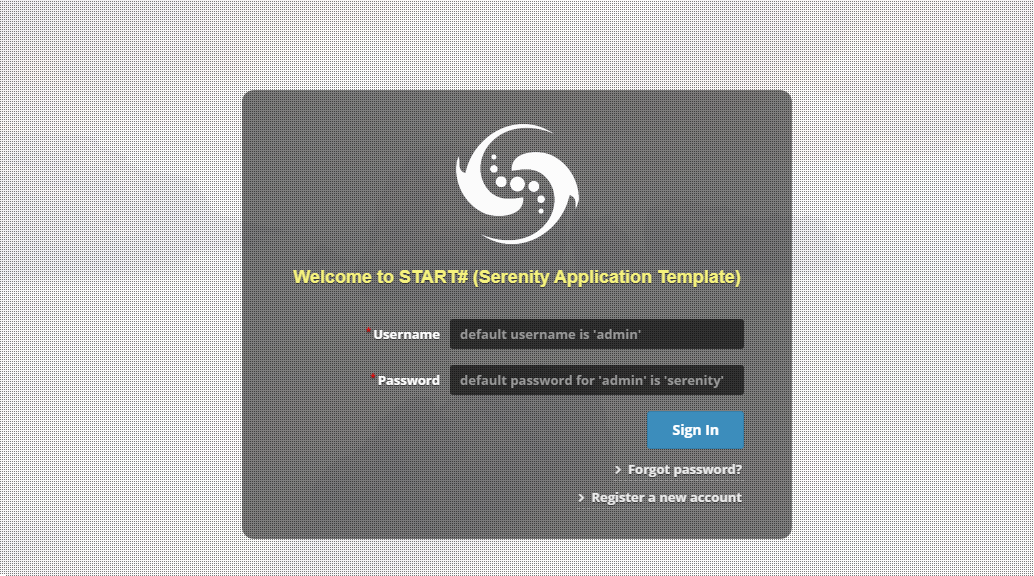 Welcome to START# (Serenity Application Template)
*Username default username is 'admin'
*Password default password for 'admin' is 'serenity'
Sign In
> Forgot password?
> Register a new account